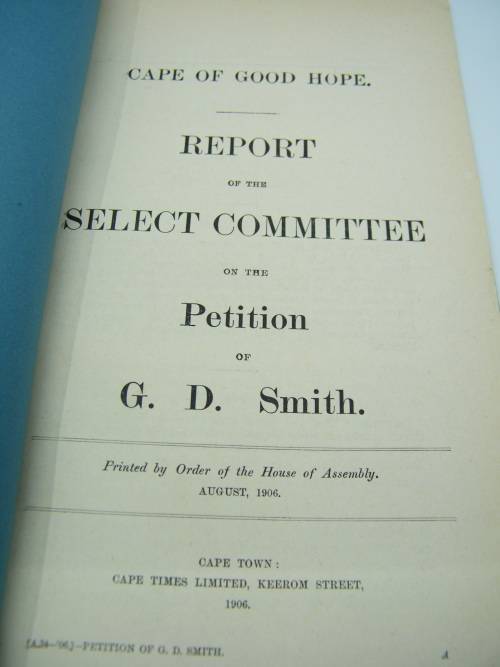 CAPE OF GOOD HOPE.
REPORT
OF THE
SELECT COMMITTEE
ON THE
Petition
OF
G. D. Smith.
Printed by Order of the House of Assembly.
AUGUST, 1906.
CAPE TOWN:
CAPE TIMES LIMITED, KEEROM STREET,
1906.
[A.24—'06.]—PETITION OF G. D. SMITH. A